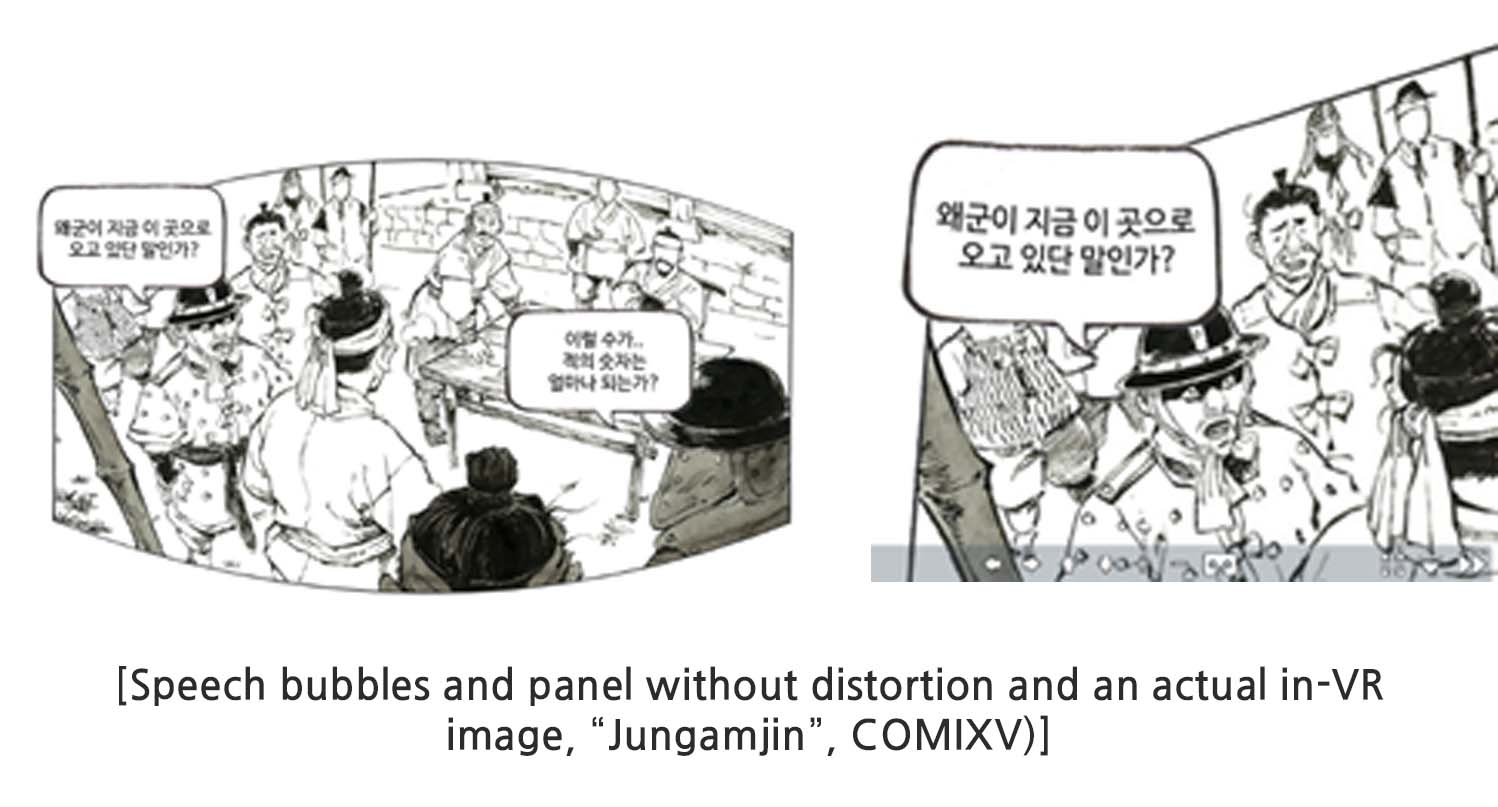 왜군이 지금 이 곳으로
오고 있단 말인가?
이럴 수가..
적의 숫자는
얼마나 되는가?
왜군이 지금 이 곳으로
오고 있단 말인가?
[Speech bubbles and panel without distortion and an actual in-VR
image, “Jungamjin”, COMIXV)]